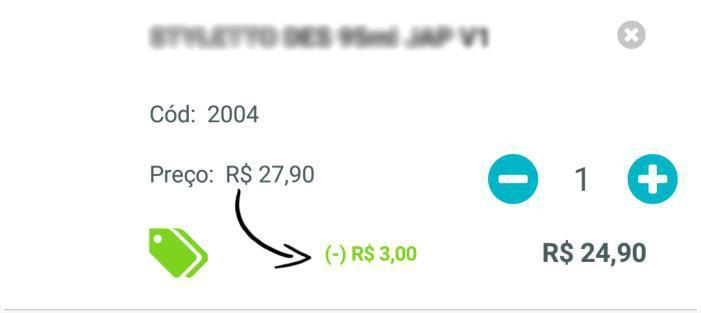 Cód: 2004
Preço: R$ 27,90
1
(-) R$ 3,00
R$ 24,90